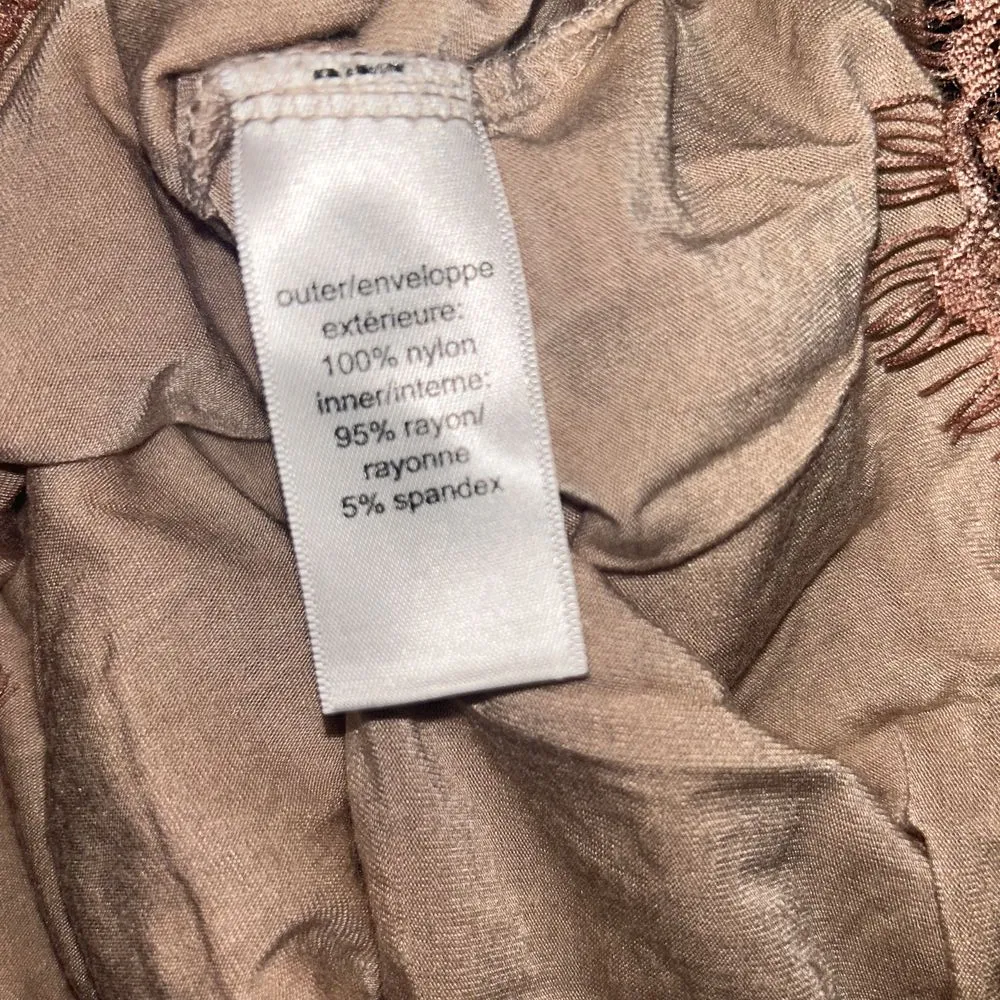 outer/enveloppe
extérieure:
100% nylon
inner/interne:
95% rayon/
rayonne
5% spandex